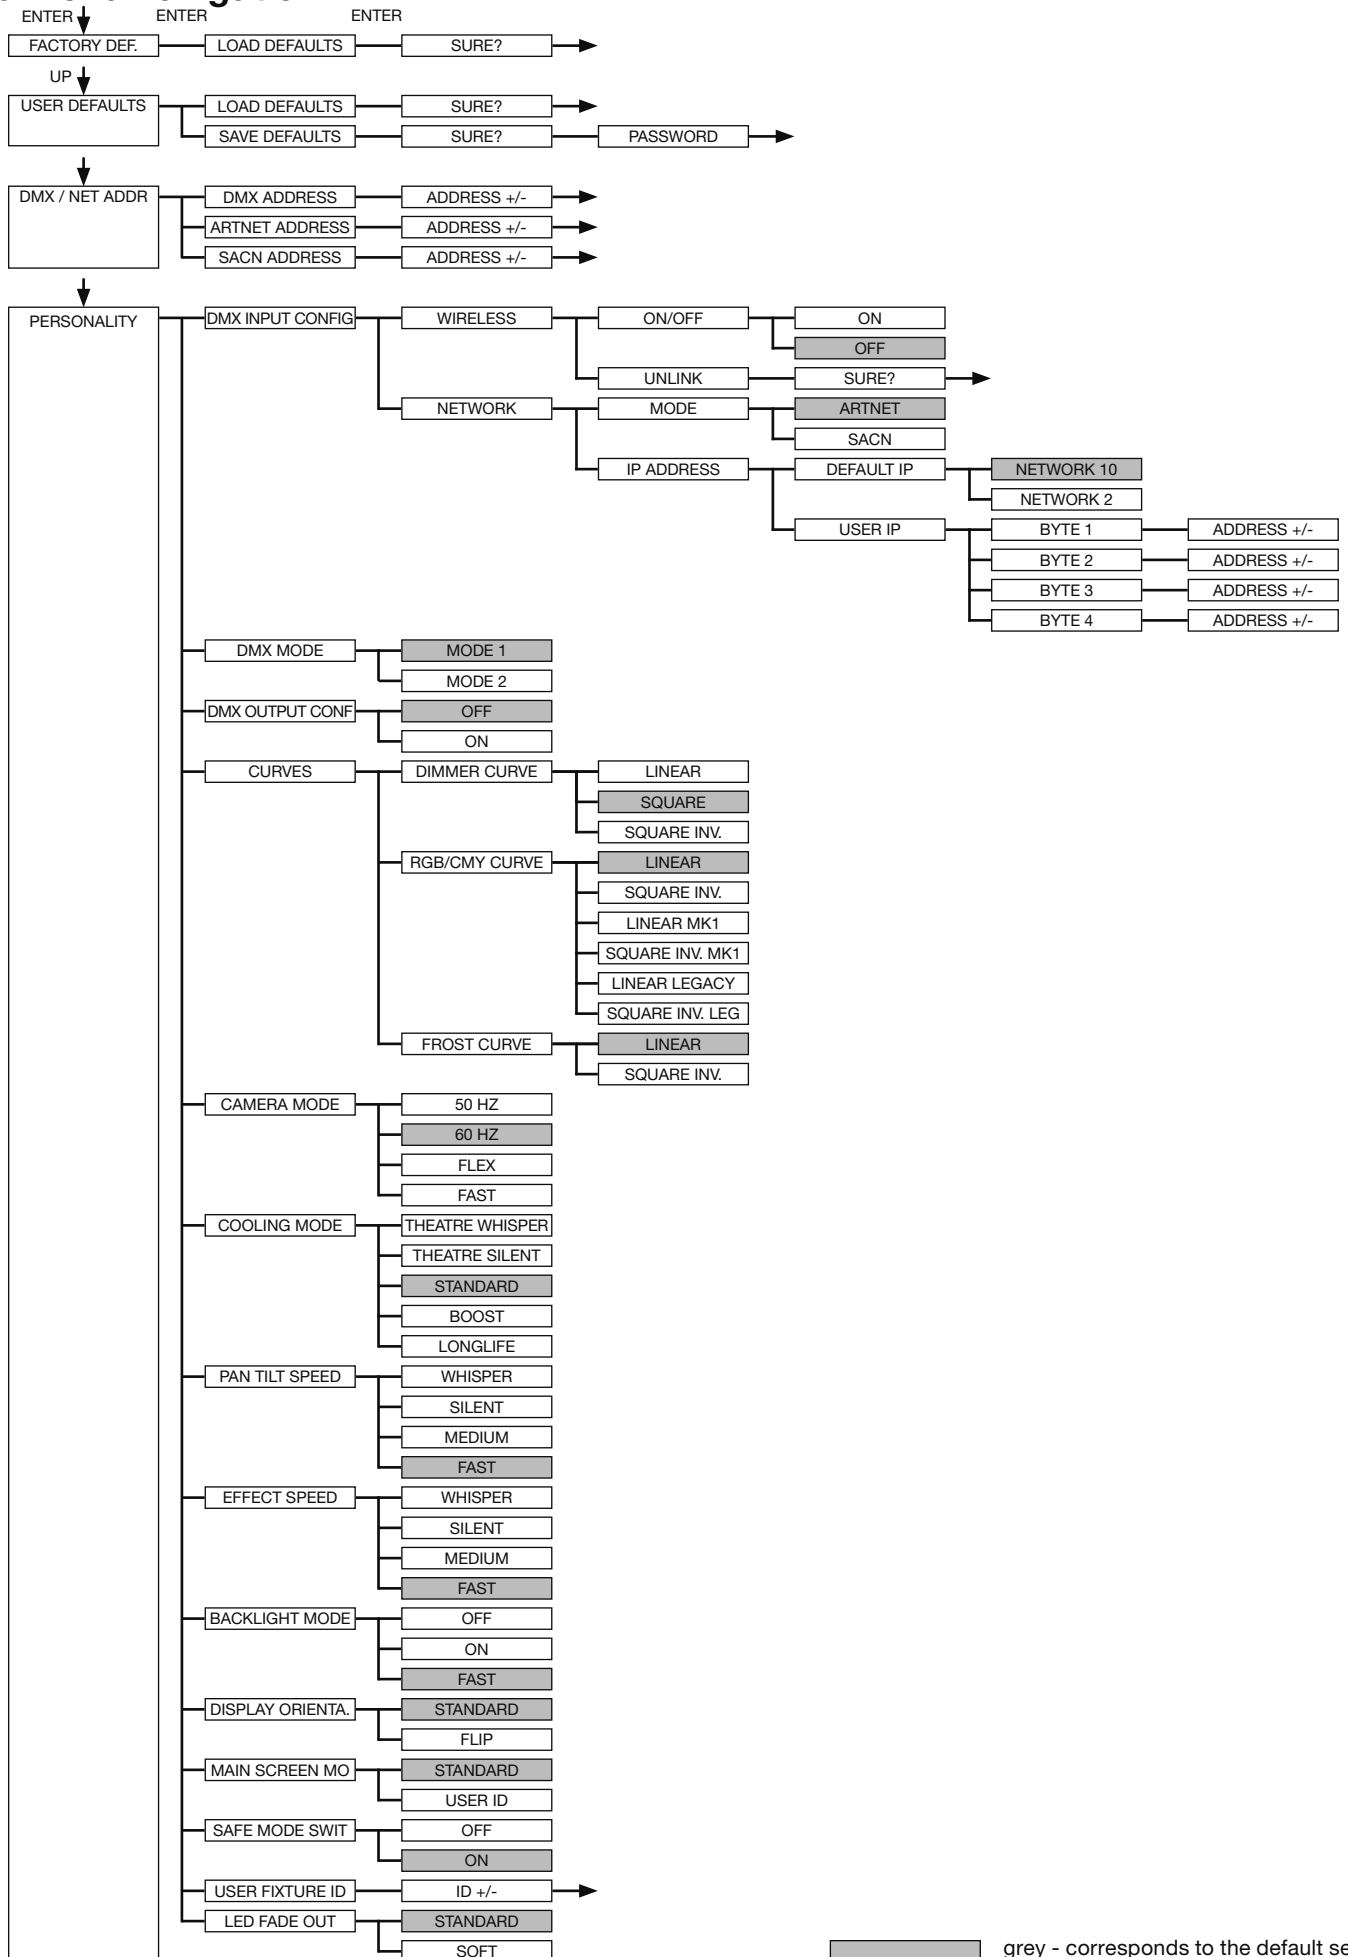 ENTER ENTER ENTER
FACTORY DEF. LOAD DEFAULTS SURE?
UP
USER DEFAULTS LOAD DEFAULTS SURE?
SAVE DEFAULTS SURE? PASSWORD
DMX / NET ADDR DMX ADDRESS ADDRESS +/-
ARTNET ADDRESS ADDRESS +/-
SACN ADDRESS ADDRESS +/-
PERSONALITY DMX INPUT CONFIG WIRELESS ON/OFF ON
OFF
UNLINK SURE?
NETWORK MODE ARTNET
SACN
IP ADDRESS DEFAULT IP NETWORK 10
NETWORK 2
USER IP BYTE 1 ADDRESS +/-
BYTE 2 ADDRESS +/-
BYTE 3 ADDRESS +/-
BYTE 4 ADDRESS +/-
DMX MODE MODE 1
MODE 2
DMX OUTPUT CONF OFF
ON
CURVES DIMMER CURVE LINEAR
SQUARE
SQUARE INV.
RGB/CMY CURVE LINEAR
SQUARE INV.
LINEAR MK1
SQUARE INV. MK1
LINEAR LEGACY
SQUARE INV. LEG
FROST CURVE LINEAR
SQUARE INV.
CAMERA MODE 50 HZ
60 HZ
FLEX
FAST
COOLING MODE THEATRE WHISPER
THEATRE SILENT
STANDARD
BOOST
LONGLIFE
PAN TILT SPEED WHISPER
SILENT
MEDIUM
FAST
EFFECT SPEED WHISPER
SILENT
MEDIUM
FAST
BACKLIGHT MODE OFF
ON
FAST
DISPLAY ORIENTA. STANDARD
FLIP
MAIN SCREEN MO STANDARD
USER ID
SAFE MODE SWIT OFF
ON
USER FIXTURE ID ID +/-
LED FADE OUT STANDARD
SOFT
grey - corresponds to the default se